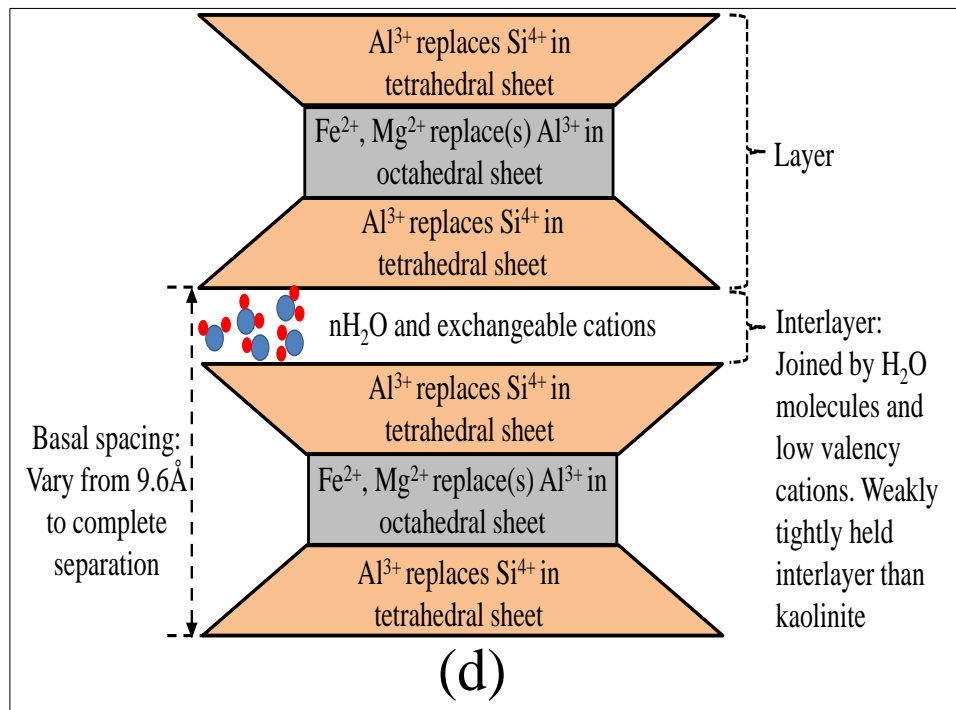 Al³⁺ replaces Si⁴⁺ in
tetrahedral sheet
Fe²⁺, Mg²⁺ replace(s) Al³⁺ in
octahedral sheet
Al³⁺ replaces Si⁴⁺ in
tetrahedral sheet
Layer
nH₂O and exchangeable cations
Interlayer:
Joined by H₂O
molecules and
low valency
cations. Weakly
tightly held
interlayer than
kaolinite
Basal spacing:
Vary from 9.6Å
to complete
separation
Al³⁺ replaces Si⁴⁺ in
tetrahedral sheet
Fe²⁺, Mg²⁺ replace(s) Al³⁺ in
octahedral sheet
Al³⁺ replaces Si⁴⁺ in
tetrahedral sheet
(d)